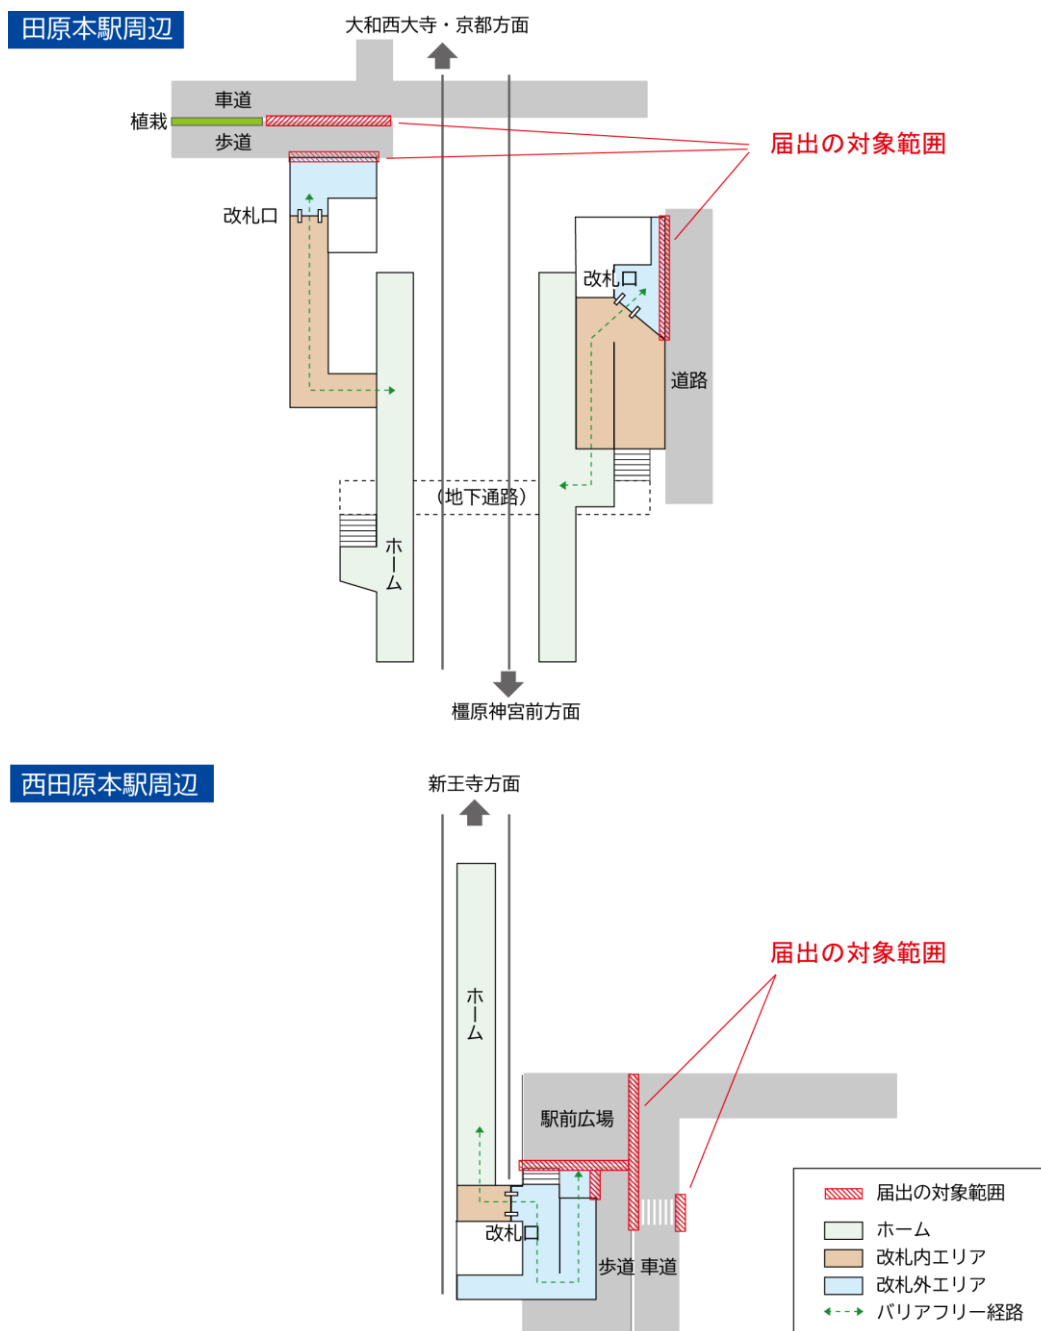 田原本駅周辺
大和西大寺・京都方面
車道
植栽
歩道
届出の対象範囲
改札口
改札口
道路
(地下通路)
ホーム
橿原神宮前方面
西田原本駅周辺
新王寺方面
届出の対象範囲
ホーム
駅前広場
改札口
歩道
車道
届出の対象範囲
ホーム
改札内エリア
改札外エリア
バリアフリー経路